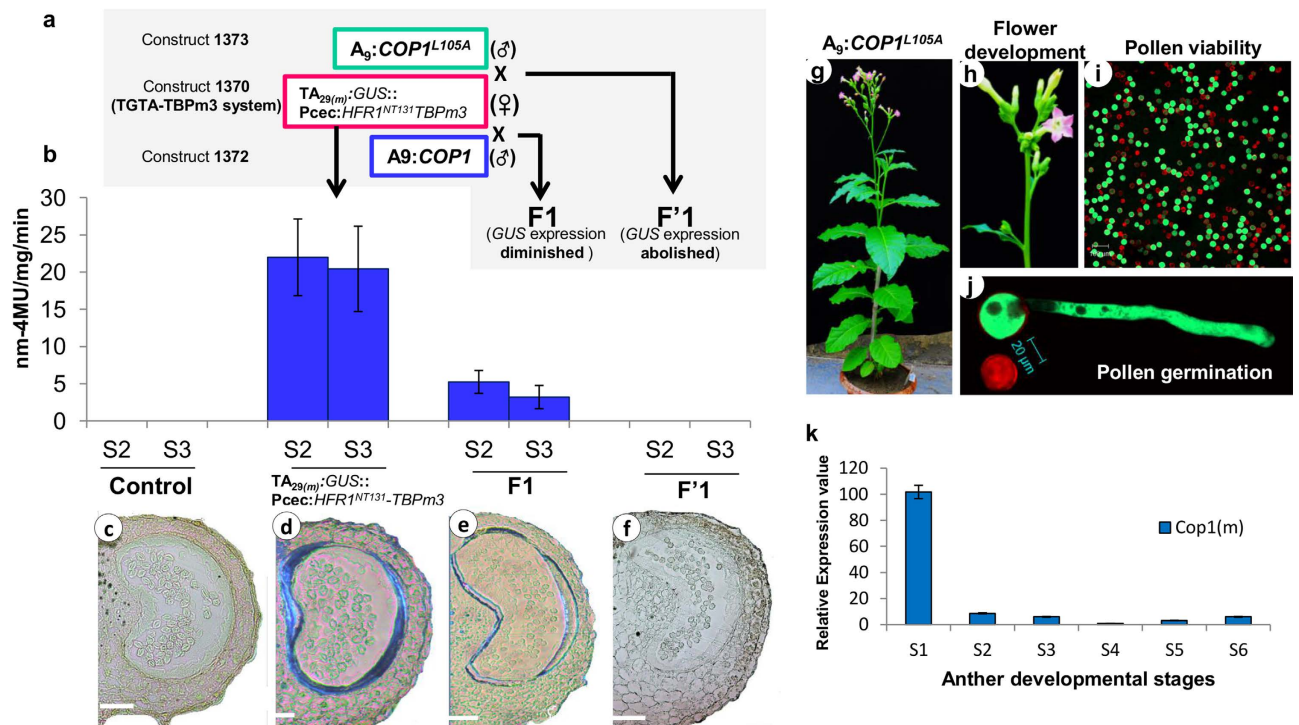 a
Construct 1373
A9:COP1L105A
(♂)
X
Construct 1370
(TGTA-TBPm3 system)
TA29(m):GUS::
Pcec:HFR1NT131TBPm3
(♀)
X
Construct 1372
A9:COP1
(♂)
F1
(GUS expression
diminished )
F'1
(GUS expression
abolished)
b
nm-4MU/mg/min
30
25
20
15
10
5
0
S2 S3 S2 S3 S2 S3 S2 S3
Control
TA29(m):GUS::
Pcec:HFR1NT131-TBPm3
F1
F'1
c
d
e
f
A9:COP1L105A
g
Flower
development
h
Pollen viability
i
j
20 µm
Pollen germination
k
Relative Expression value
120
100
80
60
40
20
0
Cop1(m)
S1 S2 S3 S4 S5 S6
Anther developmental stages